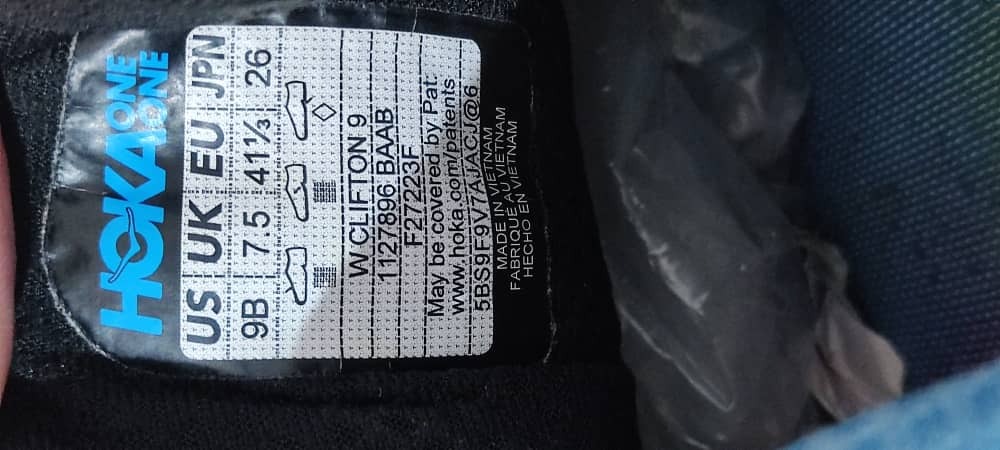 HOKA ONE ONE
US UK EU JPN
9B 7.5 41⅓ 26
W CLIFTON 9
1127896 BAAB
F27223F
May be covered by Pat.
www.hoka.com/patents
5BS9F9V7AJACJ@6
MADE IN VIETNAM
FABRIQUÉ AU VIETNAM
HECHO EN VIETNAM